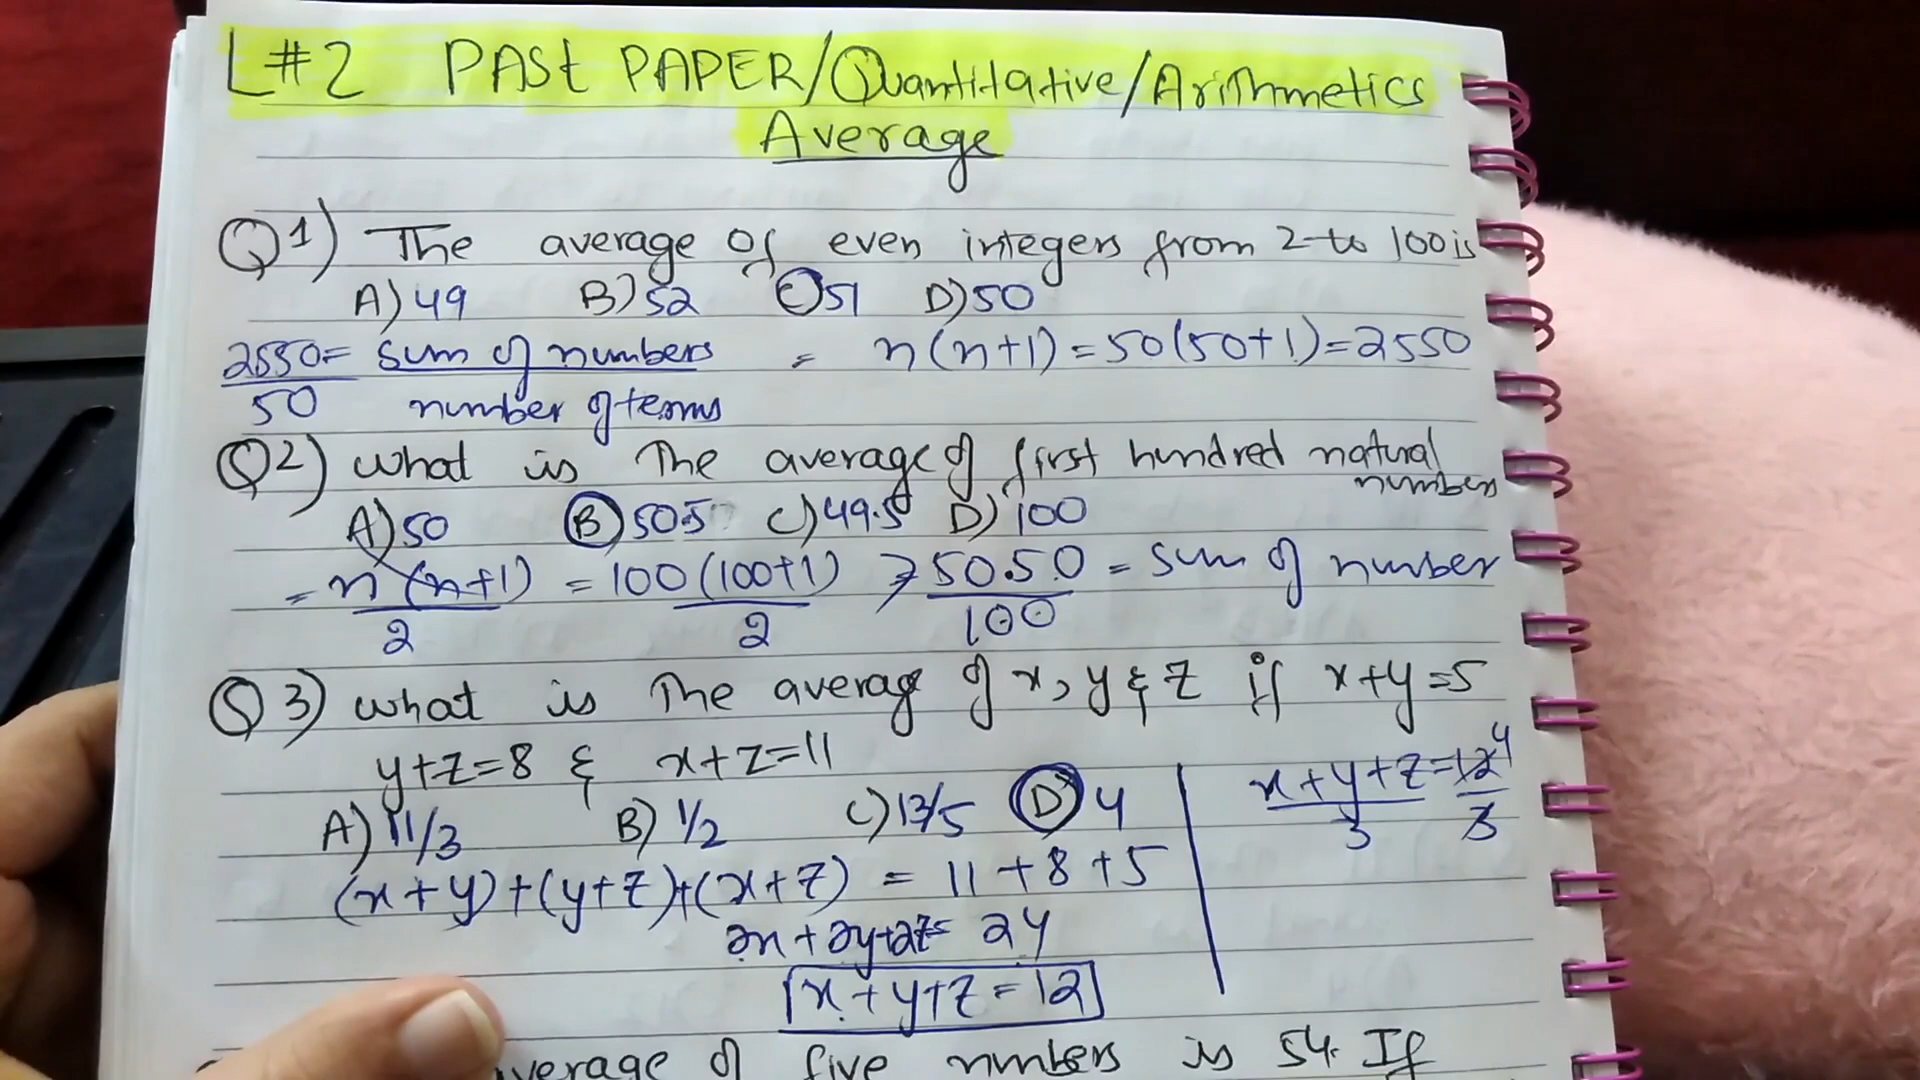 L#2 PASt PAPER/Quantitative/Arithmetics
Average
Q1) The average of even integers from 2 to 100 is
A) 49 B) 52 C) 51 D) 50
2550/50 = sum of numbers/number of terms = n(n+1) = 50(50+1) = 2550
Q2) what is The average of first hundred natural numbers
A) 50 B) 50.5 C) 49.5 D) 100
= n(n+1)/2 = 100(100+1)/2 ⇒ 50.50/100 = sum of number
Q3) what is The average of x, y & z if x+y=5
y+z=8 & x+z=11
A) 11/3 B) 1/2 C) 13/5 D) 4
x+y+z/3 = 12/3 4
(x+y)+(y+z)+(x+z) = 11+8+5
2x+2y+2z= 24
x+y+z = 12
verage of five numbers is 54. If